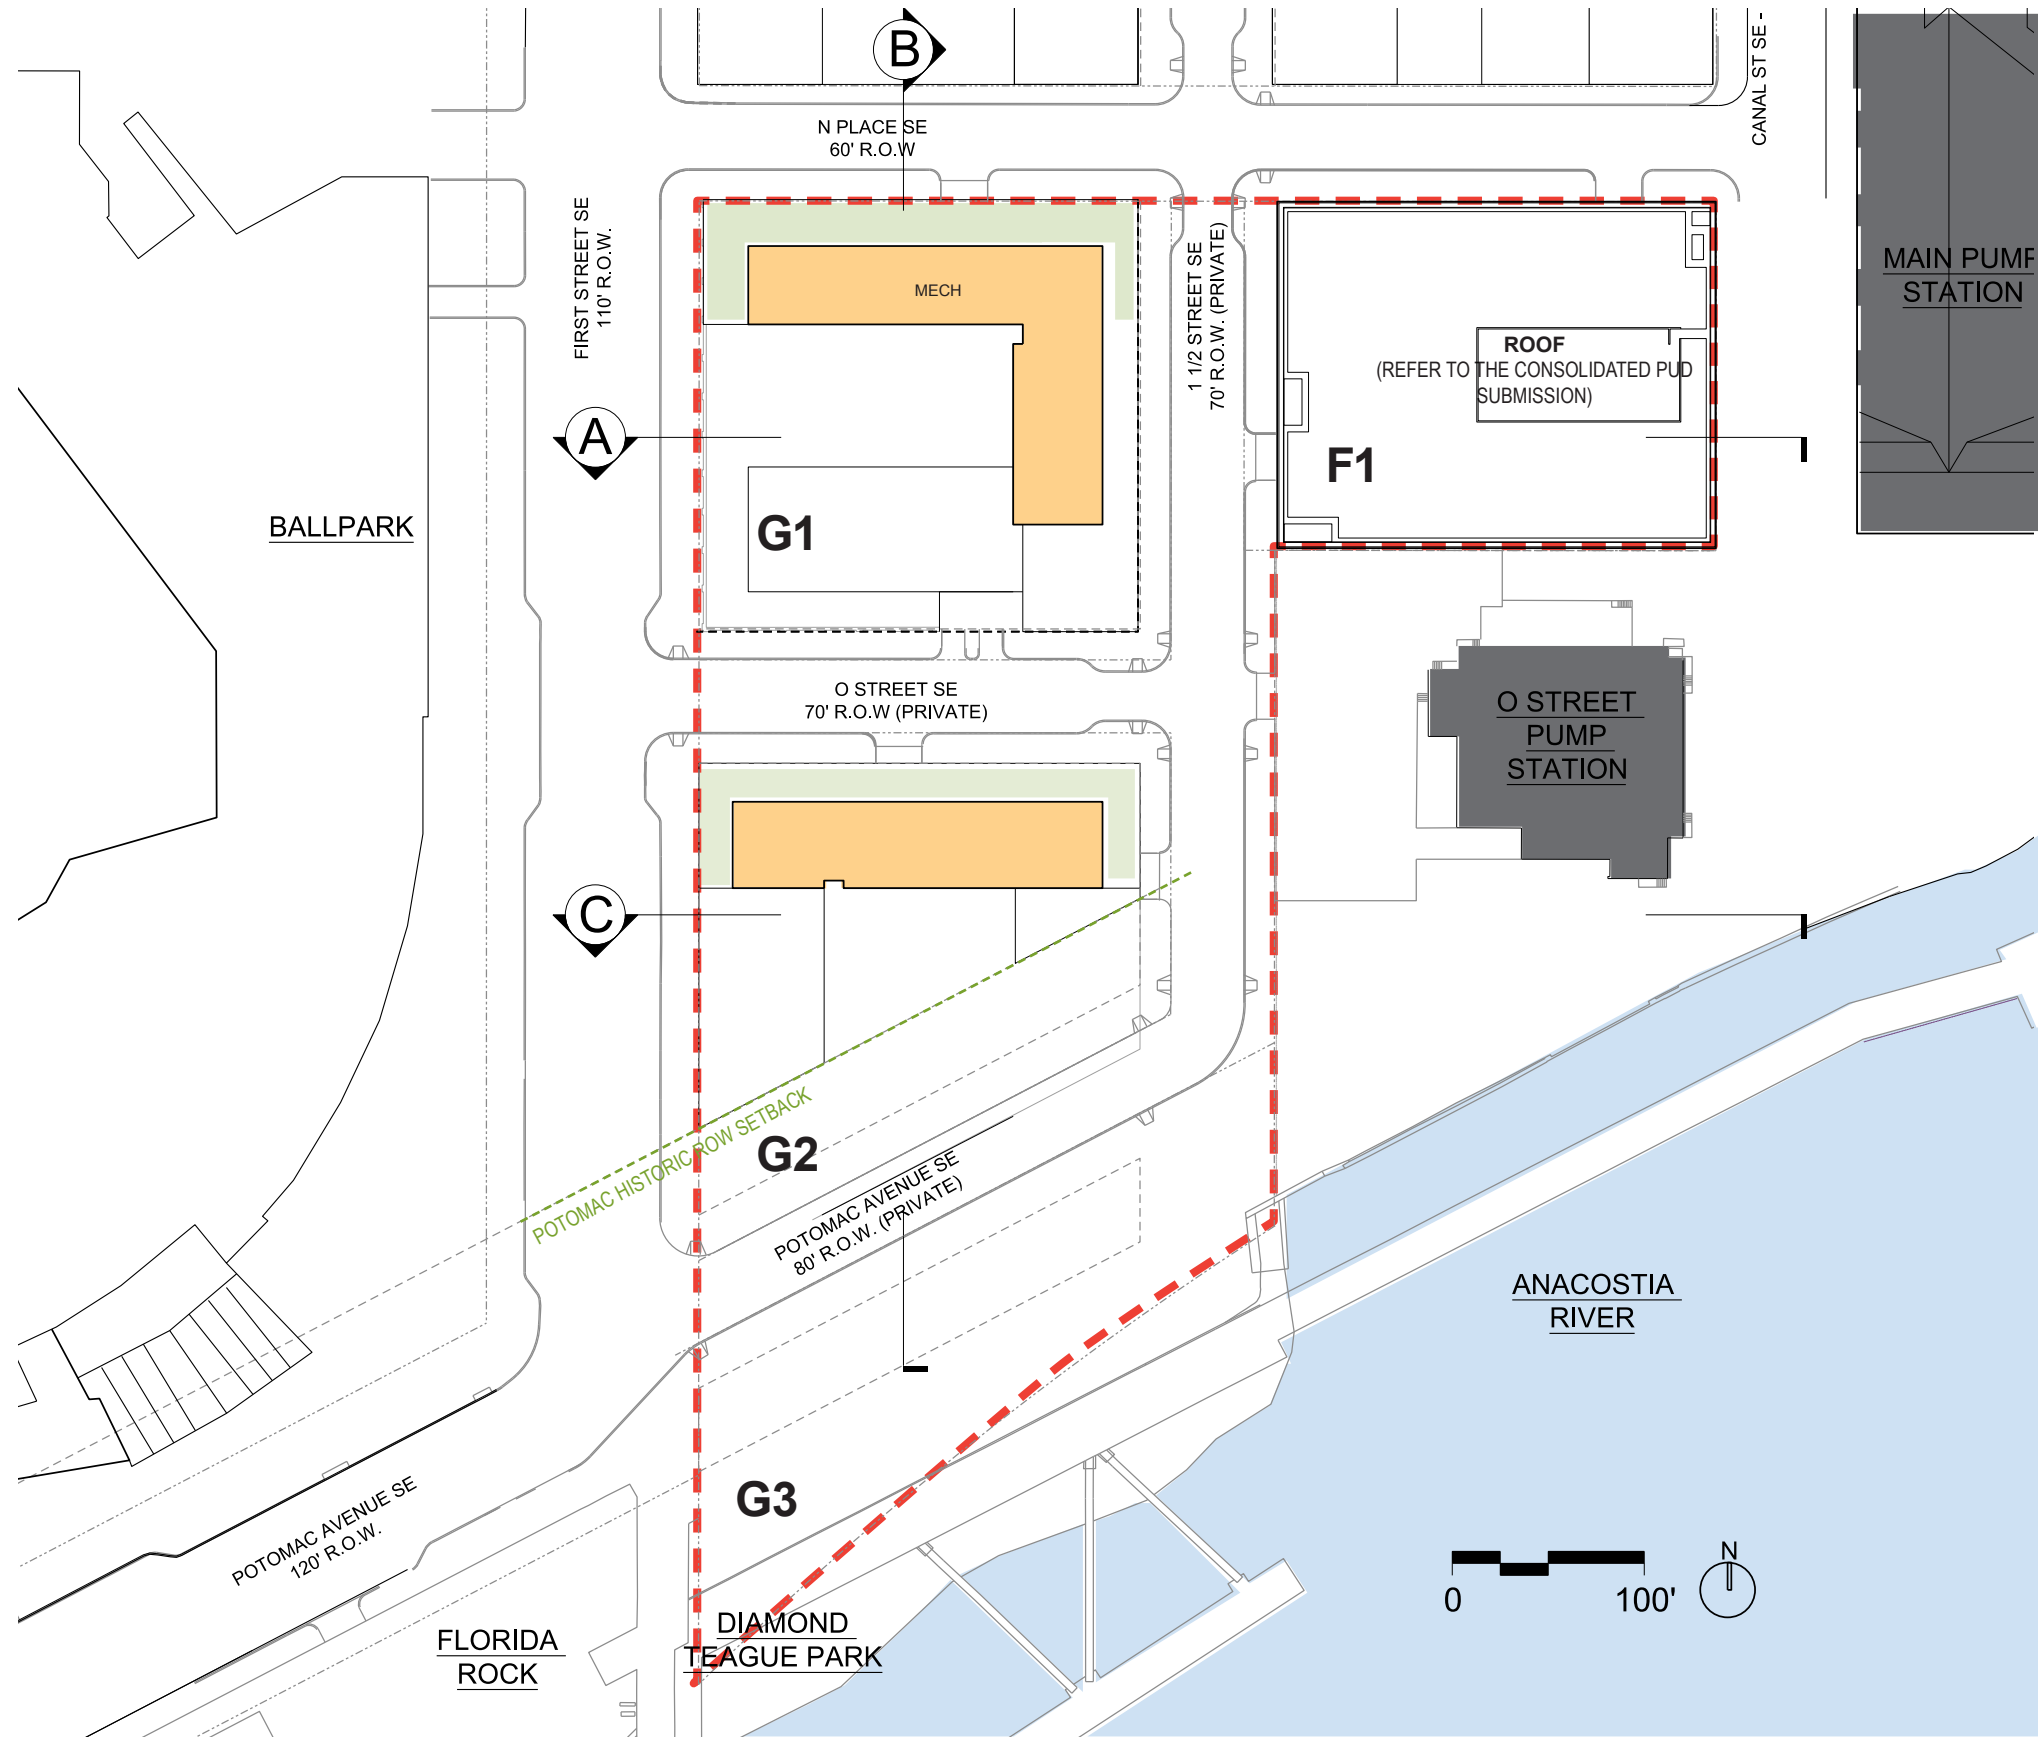 B
CANAL ST SE -
N PLACE SE
60' R.O.W
FIRST STREET SE
110' R.O.W.
MECH
1 1/2 STREET SE
70' R.O.W. (PRIVATE)
MAIN PUMP
STATION
ROOF
(REFER TO THE CONSOLIDATED PUD
SUBMISSION)
A
F1
BALLPARK
G1
O STREET SE
70' R.O.W (PRIVATE)
O STREET
PUMP
STATION
C
POTOMAC HISTORIC ROW SETBACK
G2
POTOMAC AVENUE SE
80' R.O.W. (PRIVATE)
ANACOSTIA
RIVER
G3
POTOMAC AVENUE SE
120' R.O.W.
N
0 100'
DIAMOND
TEAGUE PARK
FLORIDA
ROCK